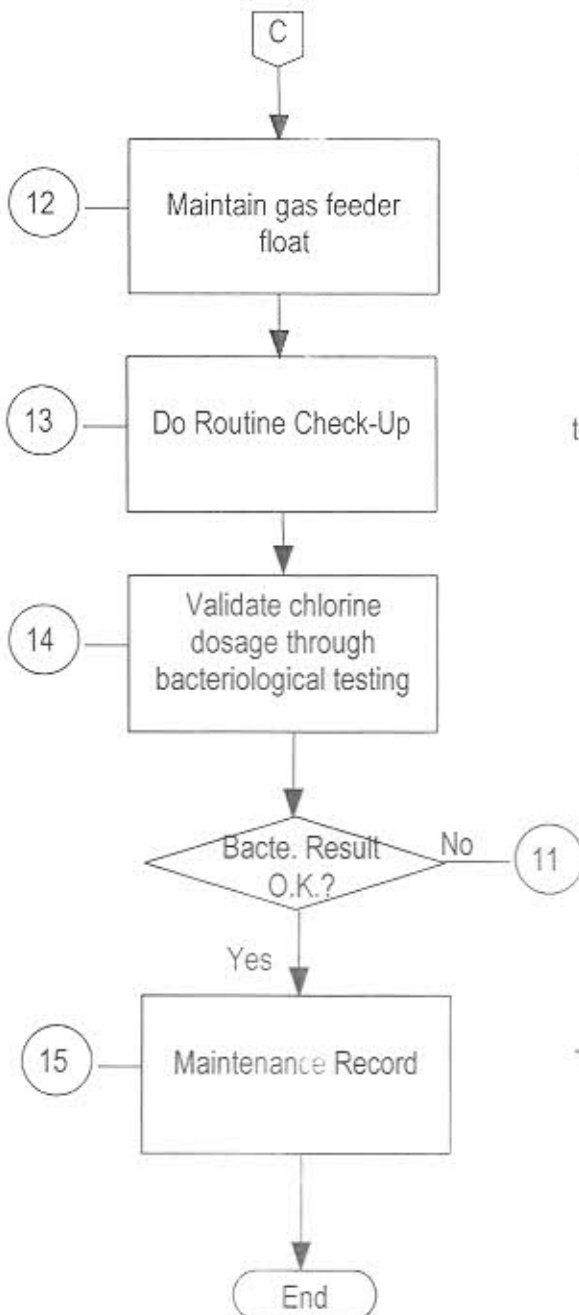 C
12
Maintain gas feeder
float
13
Do Routine Check-Up
t
14
Validate chlorine
dosage through
bacteriological testing
Bacte. Result
O.K.?
No
11
Yes
15
Maintenance Record
End